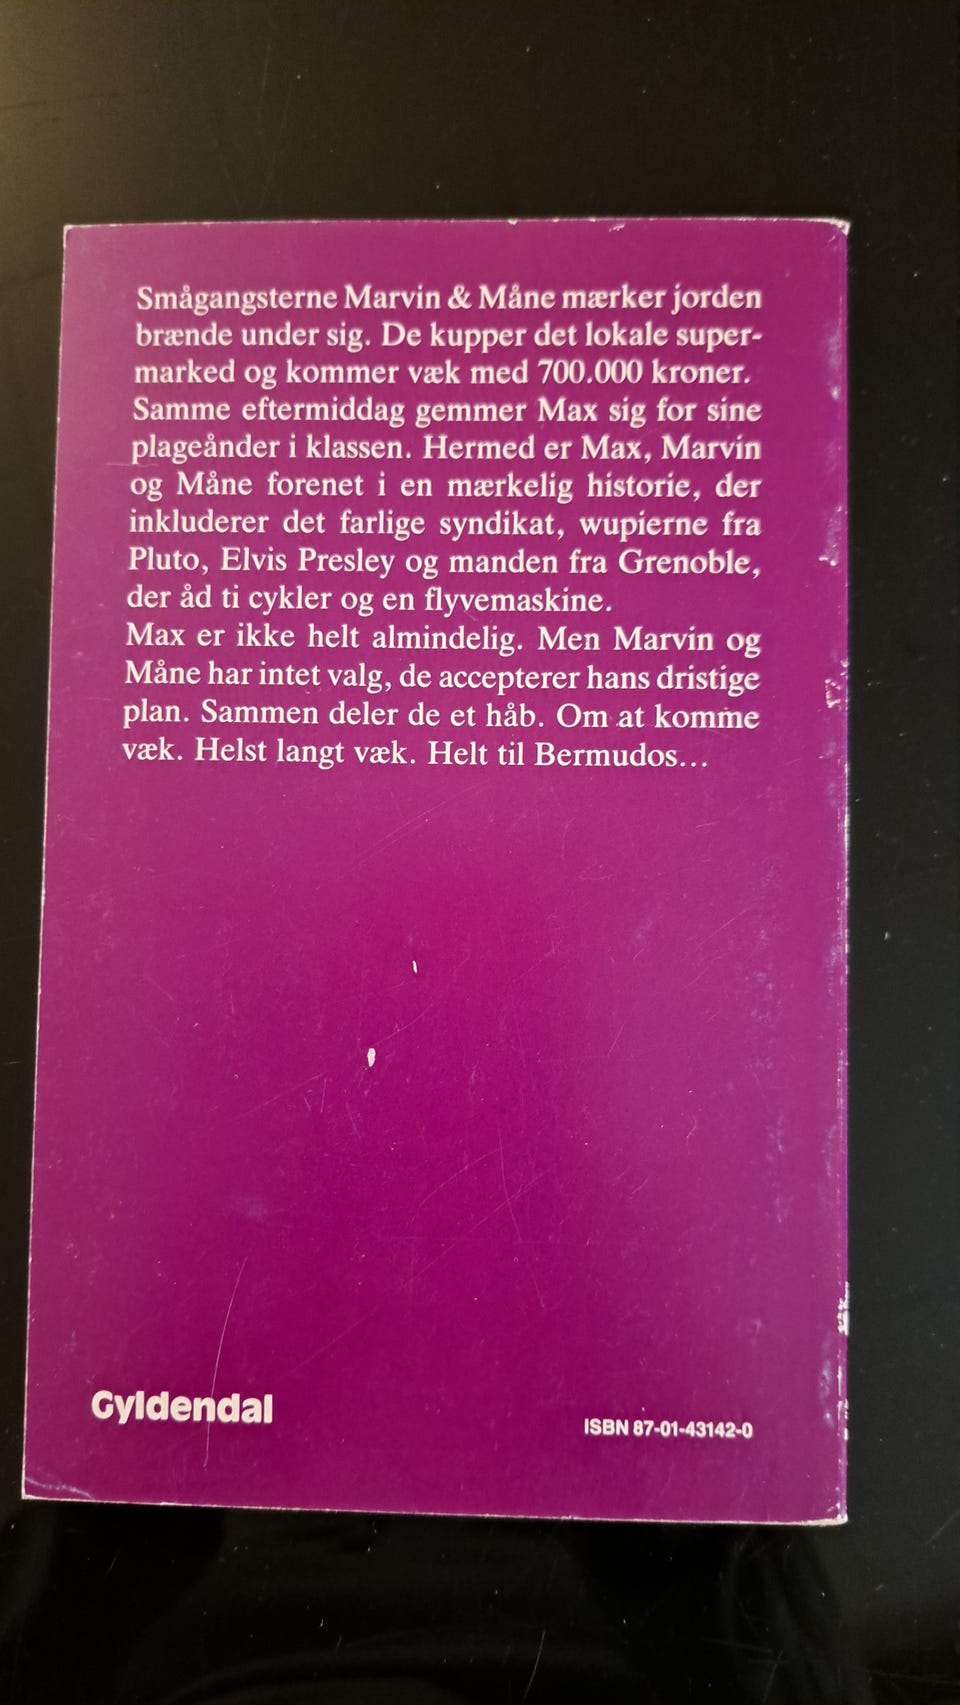 Smågangsterne Marvin & Måne mærker jorden
brænde under sig. De kupper det lokale super-
marked og kommer væk med 700.000 kroner.
Samme eftermiddag gemmer Max sig for sine
plageånder i klassen. Hermed er Max, Marvin
og Måne forenet i en mærkelig historie, der
inkluderer det farlige syndikat, wupierne fra
Pluto, Elvis Presley og manden fra Grenoble,
der åd ti cykler og en flyvemaskine.
Max er ikke helt almindelig. Men Marvin og
Måne har intet valg, de accepterer hans dristige
plan. Sammen deler de et håb. Om at komme
væk. Helst langt væk. Helt til Bermudos...
Gyldendal
ISBN 87-01-43142-0